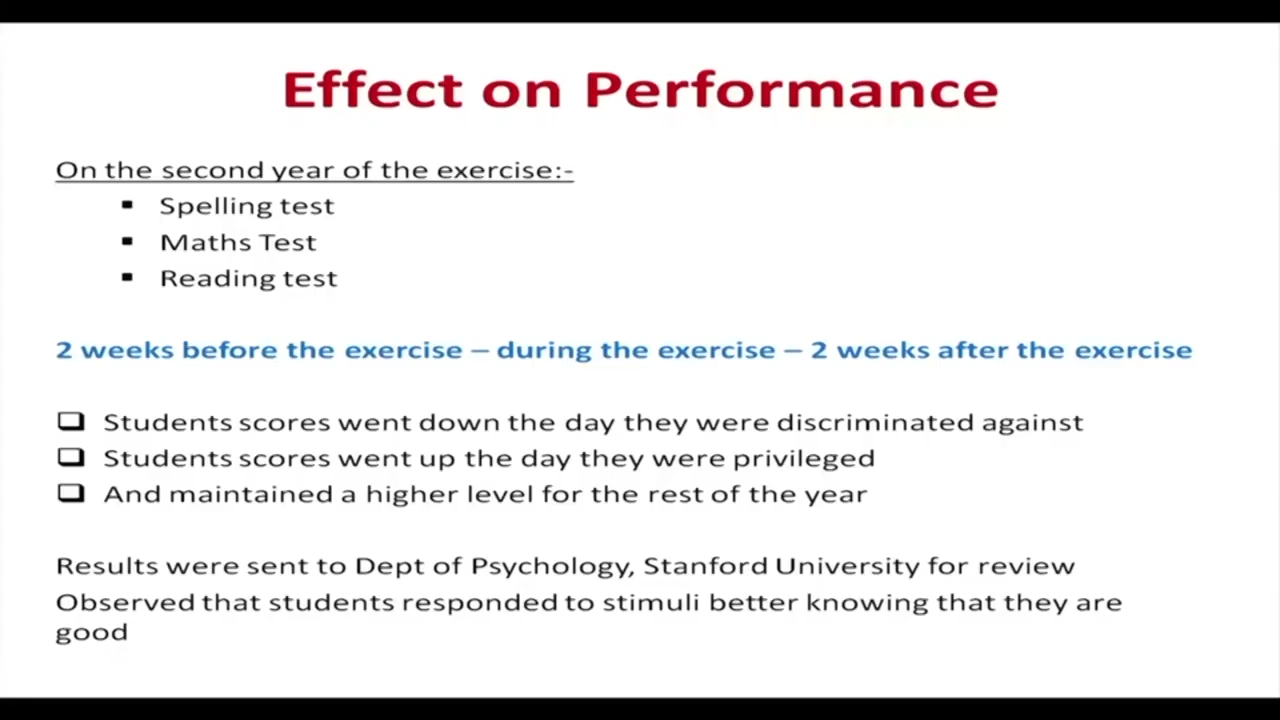 Effect on Performance
On the second year of the exercise:-
▪ Spelling test
▪ Maths Test
▪ Reading test
2 weeks before the exercise – during the exercise – 2 weeks after the exercise
❑ Students scores went down the day they were discriminated against
❑ Students scores went up the day they were privileged
❑ And maintained a higher level for the rest of the year
Results were sent to Dept of Psychology, Stanford University for review
Observed that students responded to stimuli better knowing that they are
good